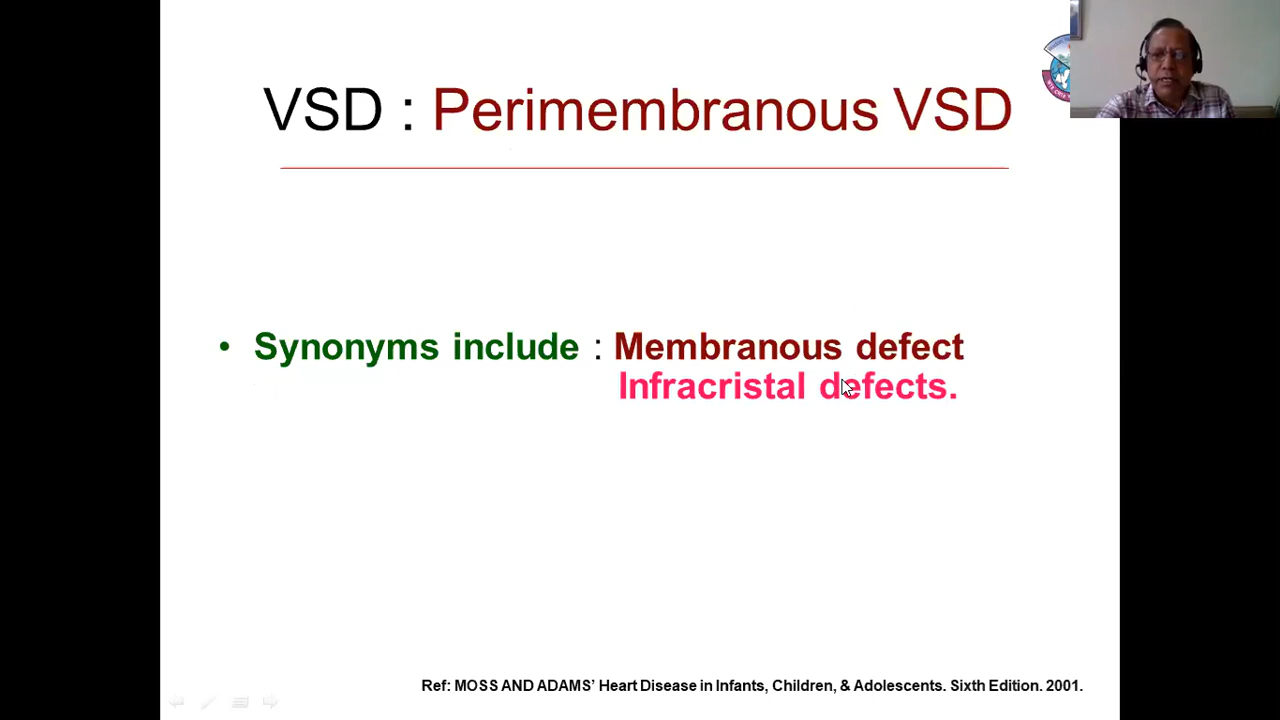 VSD : Perimembranous VSD
• Synonyms include : Membranous defect
Infracristal defects.
Ref: MOSS AND ADAMS’ Heart Disease in Infants, Children, & Adolescents. Sixth Edition. 2001.